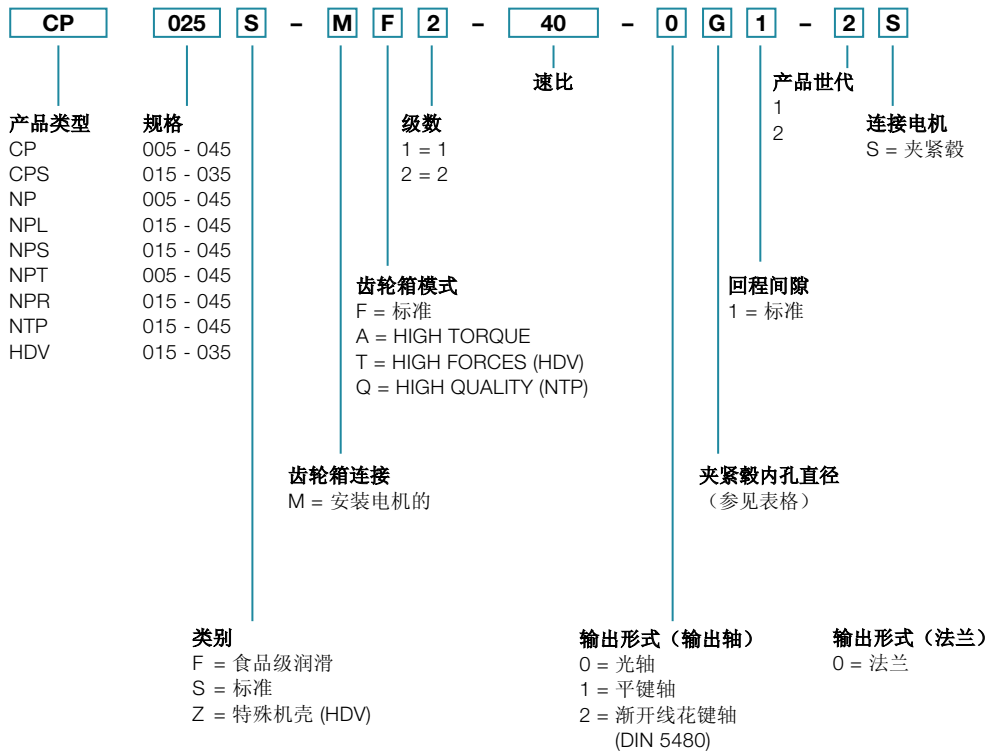 CP 025 S – M F 2 – 40 – 0 G 1 – 2 S
速比
产品世代
1
2
产品类型
CP
CPS
NP
NPL
NPS
NPT
NPR
NTP
HDV
规格
005 - 045
015 - 035
005 - 045
015 - 045
015 - 045
005 - 045
015 - 045
015 - 045
015 - 035
级数
1 = 1
2 = 2
连接电机
S = 夹紧毂
齿轮箱模式
F = 标准
A = HIGH TORQUE
T = HIGH FORCES (HDV)
Q = HIGH QUALITY (NTP)
回程间隙
1 = 标准
齿轮箱连接
M = 安装电机的
夹紧毂内孔直径
（参见表格）
类别
F = 食品级润滑
S = 标准
Z = 特殊机壳 (HDV)
输出形式（输出轴）
0 = 光轴
1 = 平键轴
2 = 渐开线花键轴
(DIN 5480)
输出形式（法兰）
0 = 法兰